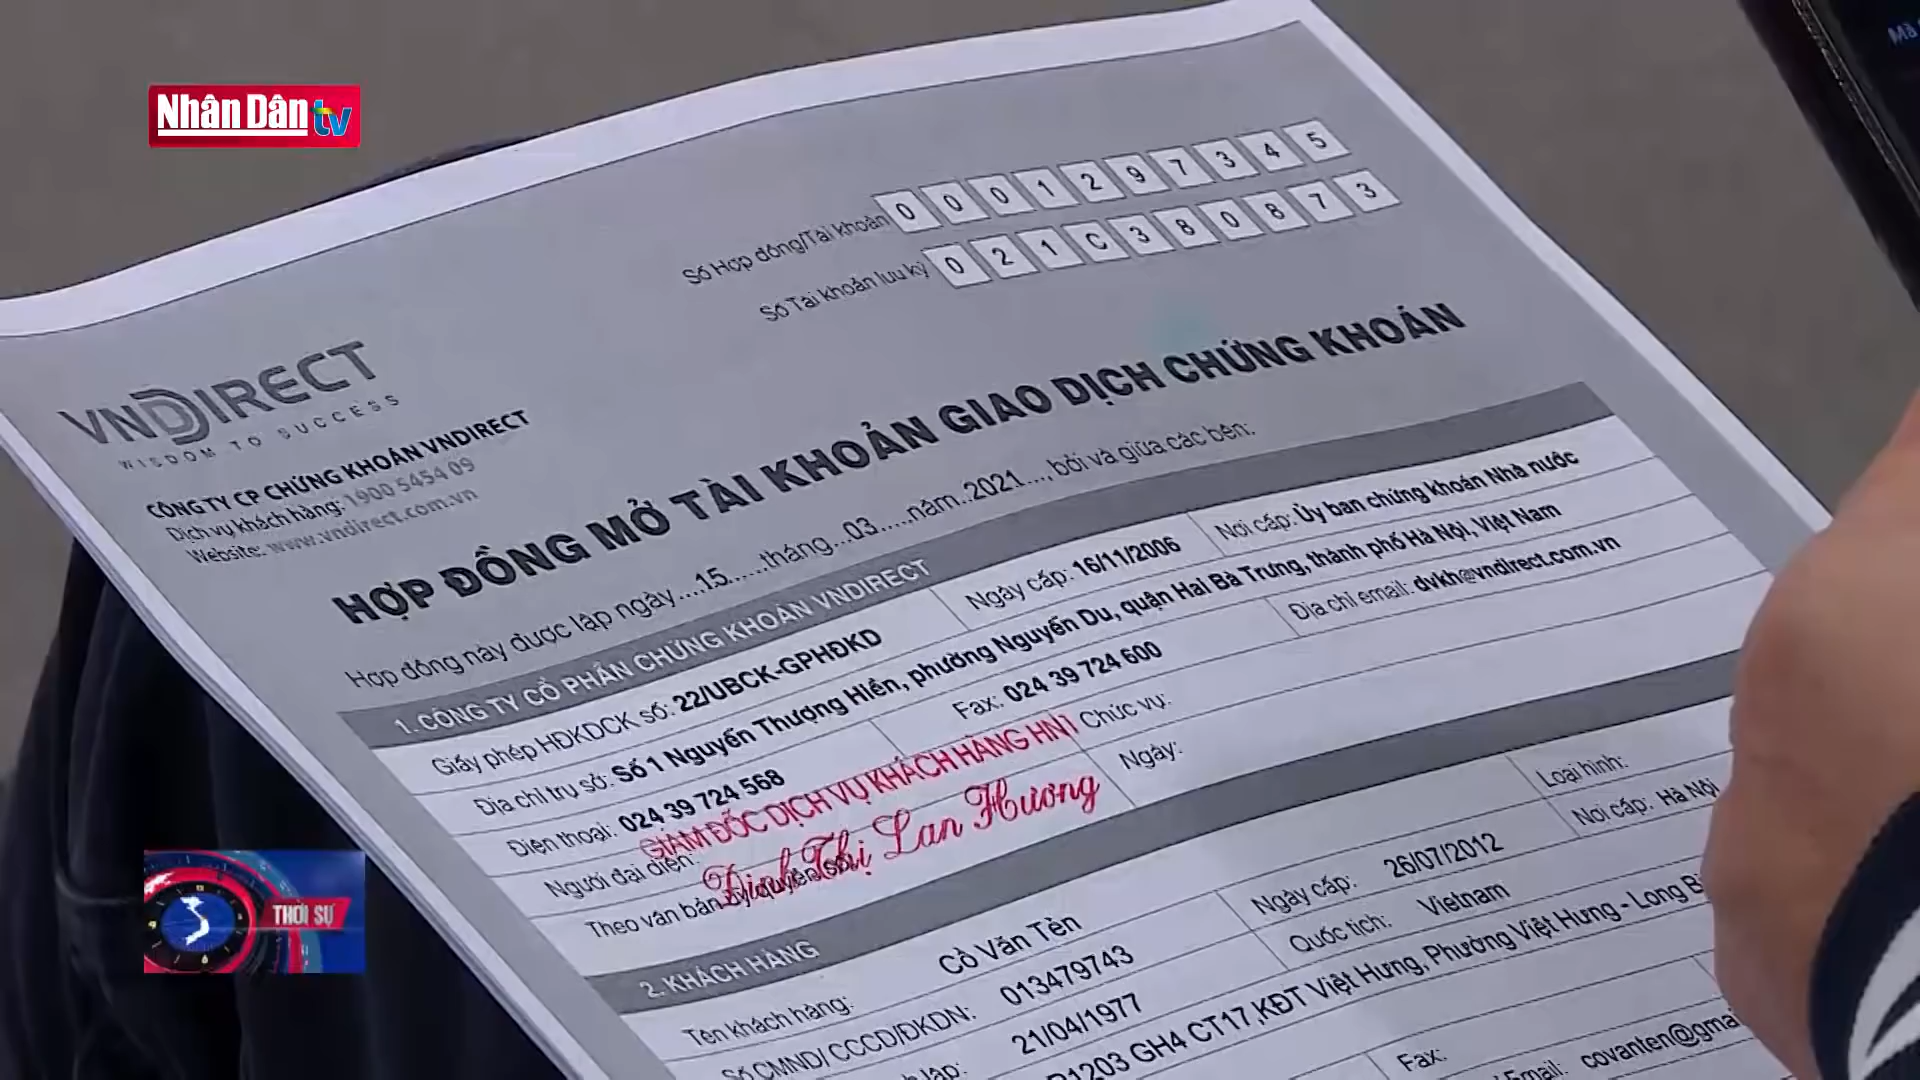 Nhân Dân tv
Số Hợp đồng/Tài khoản 0 0 0 1 2 9 7 3 4 5
Số Tài khoản lưu ký 0 2 1 C 3 8 0 8 7 3
VNDIRECT
WISDOM TO SUCCESS
CÔNG TY CP CHỨNG KHOÁN VNDIRECT
Dịch vụ khách hàng: 1900 5454 09
Website: www.vndirect.com.vn
HỢP ĐỒNG MỞ TÀI KHOẢN GIAO DỊCH CHỨNG KHOÁN
Hợp đồng này được lập ngày....15......tháng...03.....năm..2021...., bởi và giữa các bên:
1. CÔNG TY CỔ PHẦN CHỨNG KHOÁN VNDIRECT
Giấy phép HĐKDCK số: 22/UBCK-GPHĐKD Ngày cấp: 16/11/2006 Nơi cấp: Ủy ban chứng khoán Nhà nước
Địa chỉ trụ sở: Số 1 Nguyễn Thượng Hiền, phường Nguyễn Du, quận Hai Bà Trưng, thành phố Hà Nội, Việt Nam
Điện thoại: 024 39 724 568 Fax: 024 39 724 600 Địa chỉ email: dvkh@vndirect.com.vn
GIÁM ĐỐC DỊCH VỤ KHÁCH HÀNG HN1
Người đại diện: Chức vụ:
Đinh Thị Lan Hương
Theo văn bản ủy quyền số: Ngày:
2. KHÁCH HÀNG
Tên khách hàng: Cồ Văn Tèn Loại hình:
Số CMND/ CCCD/ĐKDN: 013479743 Ngày cấp: 26/07/2012 Nơi cấp: Hà Nội
lập: 21/04/1977 Quốc tịch: Vietnam
1203 GH4 CT17,KĐT Việt Hưng, Phường Việt Hưng - Long
Fax:
Email: covanten@gmai
THỜI SỰ